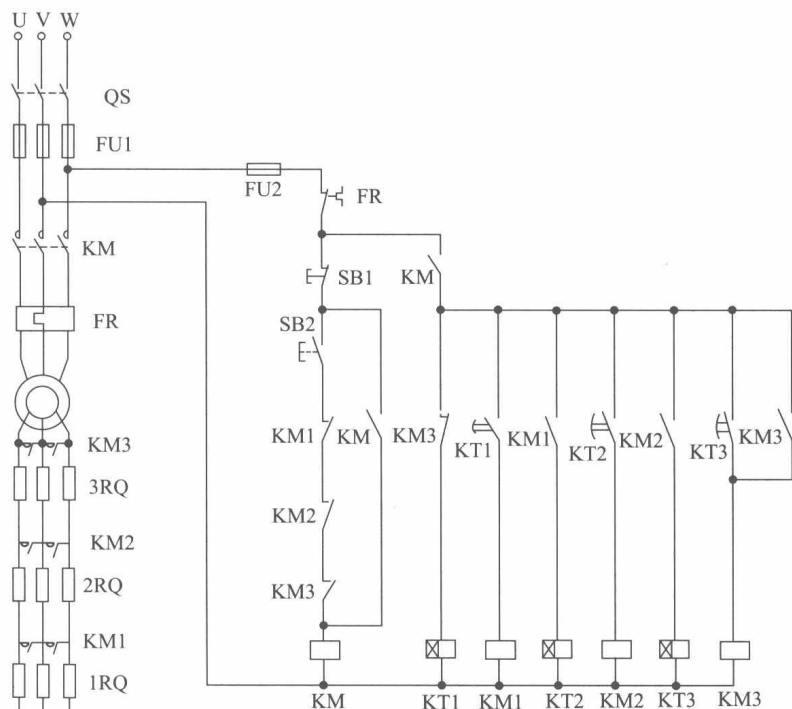 U V W
QS
FU1
FU2
FR
KM
SB1
KM
FR
SB2
KM1
KM
KM3
KT1
KM1
KT2
KM2
KT3
KM3
KM3
3RQ
KM2
KM2
2RQ
KM3
KM1
1RQ
KM
KT1
KM1
KT2
KM2
KT3
KM3